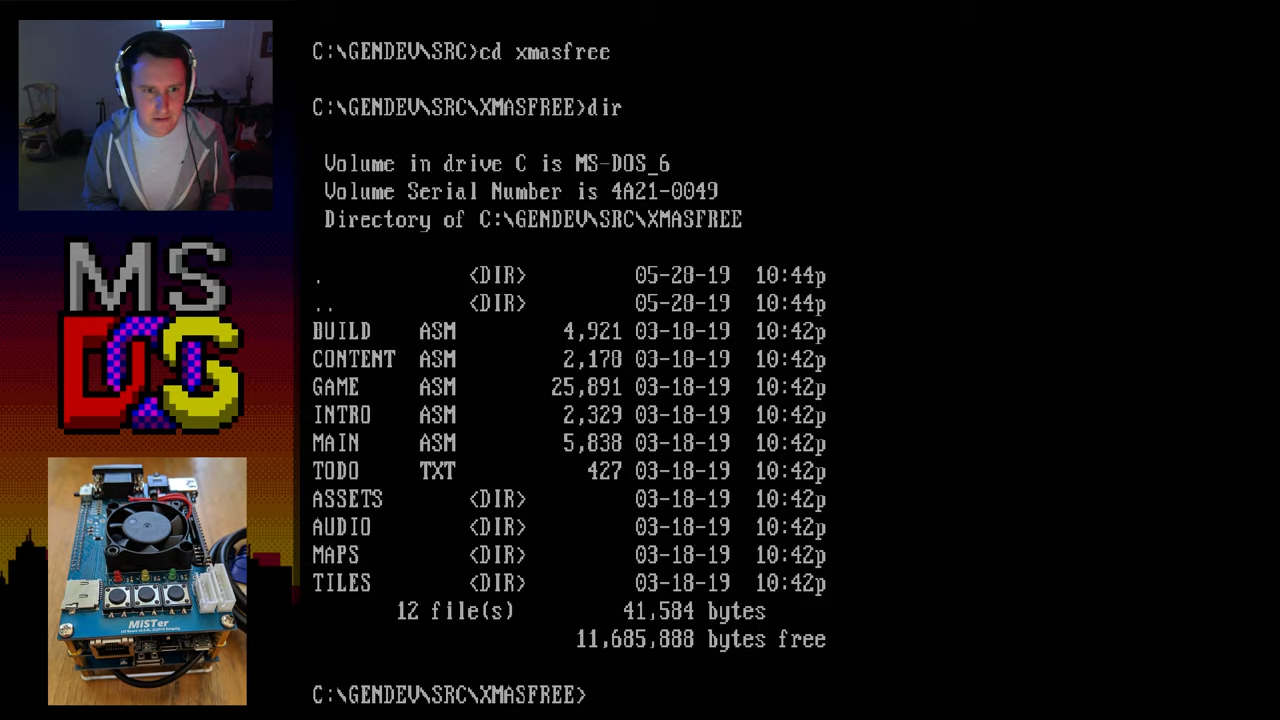 C:\GENDEV\SRC>cd xmasfree
C:\GENDEV\SRC\XMASFREE>dir
Volume in drive C is MS-DOS_6
Volume Serial Number is 4A21-0049
Directory of C:\GENDEV\SRC\XMASFREE
. <DIR> 05-28-19 10:44p
.. <DIR> 05-28-19 10:44p
BUILD ASM 4,921 03-18-19 10:42p
CONTENT ASM 2,178 03-18-19 10:42p
GAME ASM 25,891 03-18-19 10:42p
INTRO ASM 2,329 03-18-19 10:42p
MAIN ASM 5,838 03-18-19 10:42p
TODO TXT 427 03-18-19 10:42p
ASSETS <DIR> 03-18-19 10:42p
AUDIO <DIR> 03-18-19 10:42p
MAPS <DIR> 03-18-19 10:42p
TILES <DIR> 03-18-19 10:42p
12 file(s) 41,584 bytes
11,685,888 bytes free
C:\GENDEV\SRC\XMASFREE>
MS
DOS
MiSTer